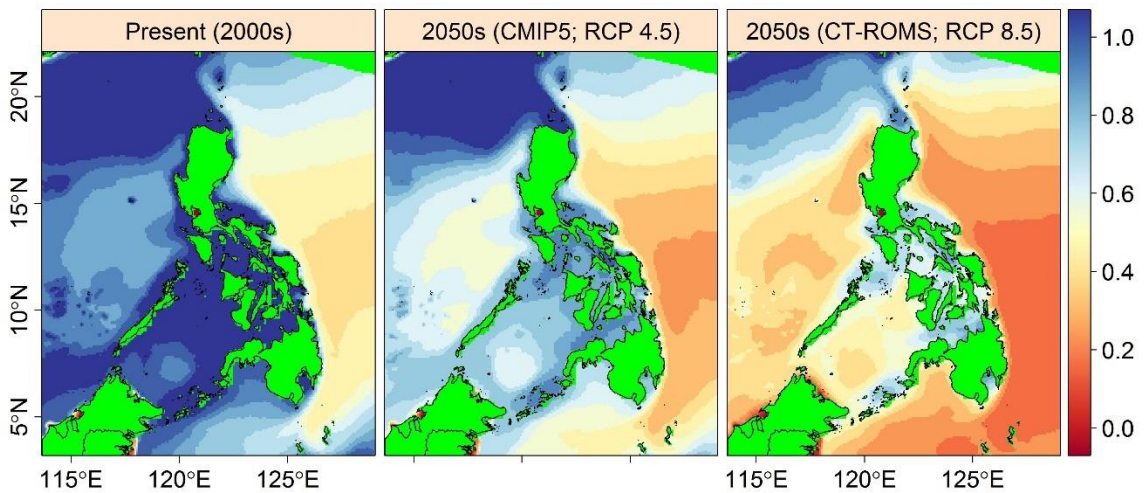 Present (2000s)
2050s (CMIP5; RCP 4.5)
2050s (CT-ROMS; RCP 8.5)
20°N
15°N
10°N
5°N
115°E
120°E
125°E
115°E
120°E
125°E
1.0
0.8
0.6
0.4
0.2
0.0